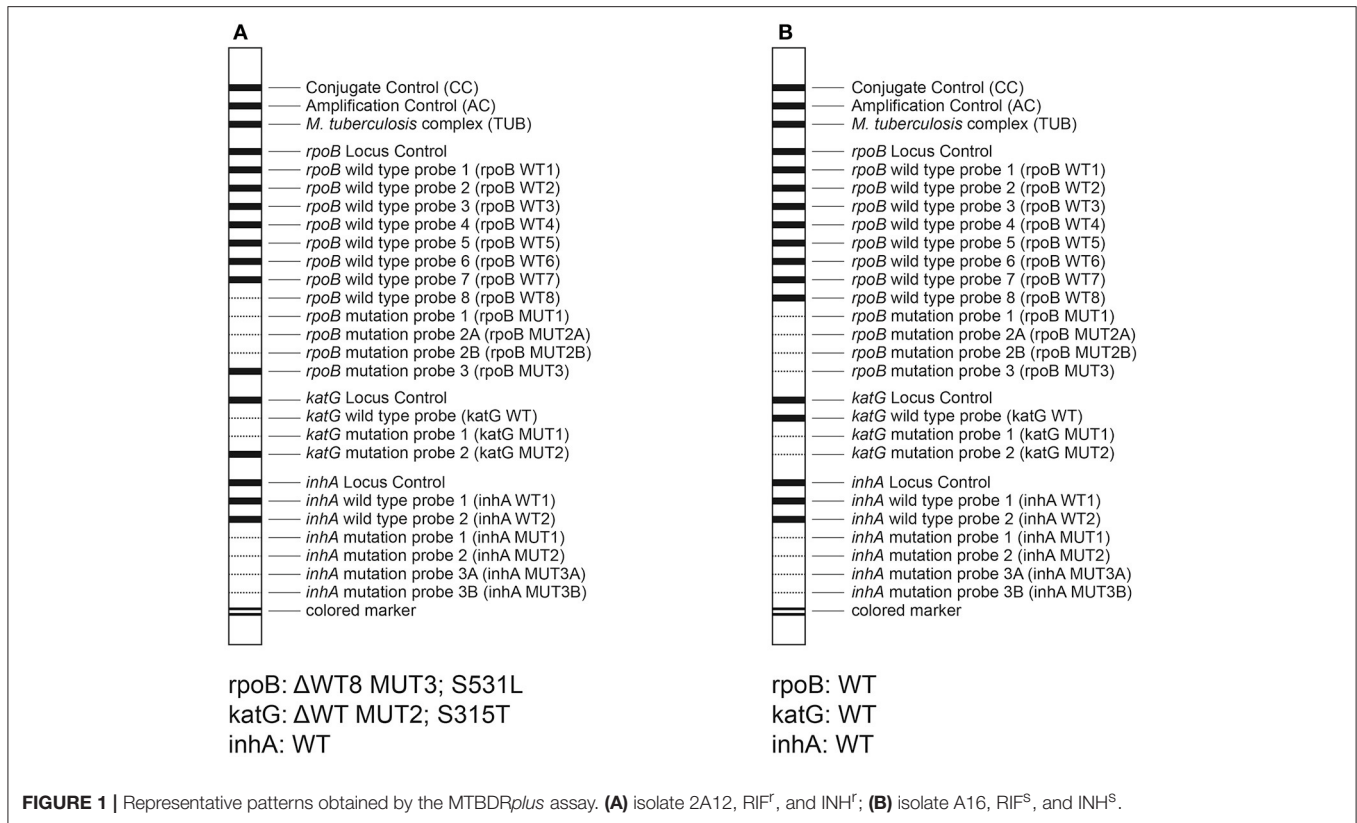 A
Conjugate Control (CC)
Amplification Control (AC)
M. tuberculosis complex (TUB)
rpoB Locus Control
rpoB wild type probe 1 (rpoB WT1)
rpoB wild type probe 2 (rpoB WT2)
rpoB wild type probe 3 (rpoB WT3)
rpoB wild type probe 4 (rpoB WT4)
rpoB wild type probe 5 (rpoB WT5)
rpoB wild type probe 6 (rpoB WT6)
rpoB wild type probe 7 (rpoB WT7)
rpoB wild type probe 8 (rpoB WT8)
rpoB mutation probe 1 (rpoB MUT1)
rpoB mutation probe 2A (rpoB MUT2A)
rpoB mutation probe 2B (rpoB MUT2B)
rpoB mutation probe 3 (rpoB MUT3)
katG Locus Control
katG wild type probe (katG WT)
katG mutation probe 1 (katG MUT1)
katG mutation probe 2 (katG MUT2)
inhA Locus Control
inhA wild type probe 1 (inhA WT1)
inhA wild type probe 2 (inhA WT2)
inhA mutation probe 1 (inhA MUT1)
inhA mutation probe 2 (inhA MUT2)
inhA mutation probe 3A (inhA MUT3A)
inhA mutation probe 3B (inhA MUT3B)
colored marker
rpoB: ΔWT8 MUT3; S531L
katG: ΔWT MUT2; S315T
inhA: WT
B
Conjugate Control (CC)
Amplification Control (AC)
M. tuberculosis complex (TUB)
rpoB Locus Control
rpoB wild type probe 1 (rpoB WT1)
rpoB wild type probe 2 (rpoB WT2)
rpoB wild type probe 3 (rpoB WT3)
rpoB wild type probe 4 (rpoB WT4)
rpoB wild type probe 5 (rpoB WT5)
rpoB wild type probe 6 (rpoB WT6)
rpoB wild type probe 7 (rpoB WT7)
rpoB wild type probe 8 (rpoB WT8)
rpoB mutation probe 1 (rpoB MUT1)
rpoB mutation probe 2A (rpoB MUT2A)
rpoB mutation probe 2B (rpoB MUT2B)
rpoB mutation probe 3 (rpoB MUT3)
katG Locus Control
katG wild type probe (katG WT)
katG mutation probe 1 (katG MUT1)
katG mutation probe 2 (katG MUT2)
inhA Locus Control
inhA wild type probe 1 (inhA WT1)
inhA wild type probe 2 (inhA WT2)
inhA mutation probe 1 (inhA MUT1)
inhA mutation probe 2 (inhA MUT2)
inhA mutation probe 3A (inhA MUT3A)
inhA mutation probe 3B (inhA MUT3B)
colored marker
rpoB: WT
katG: WT
inhA: WT
FIGURE 1 | Representative patterns obtained by the MTBDRplus assay. (A) isolate 2A12, RIFʳ, and INHʳ; (B) isolate A16, RIFˢ, and INHˢ.